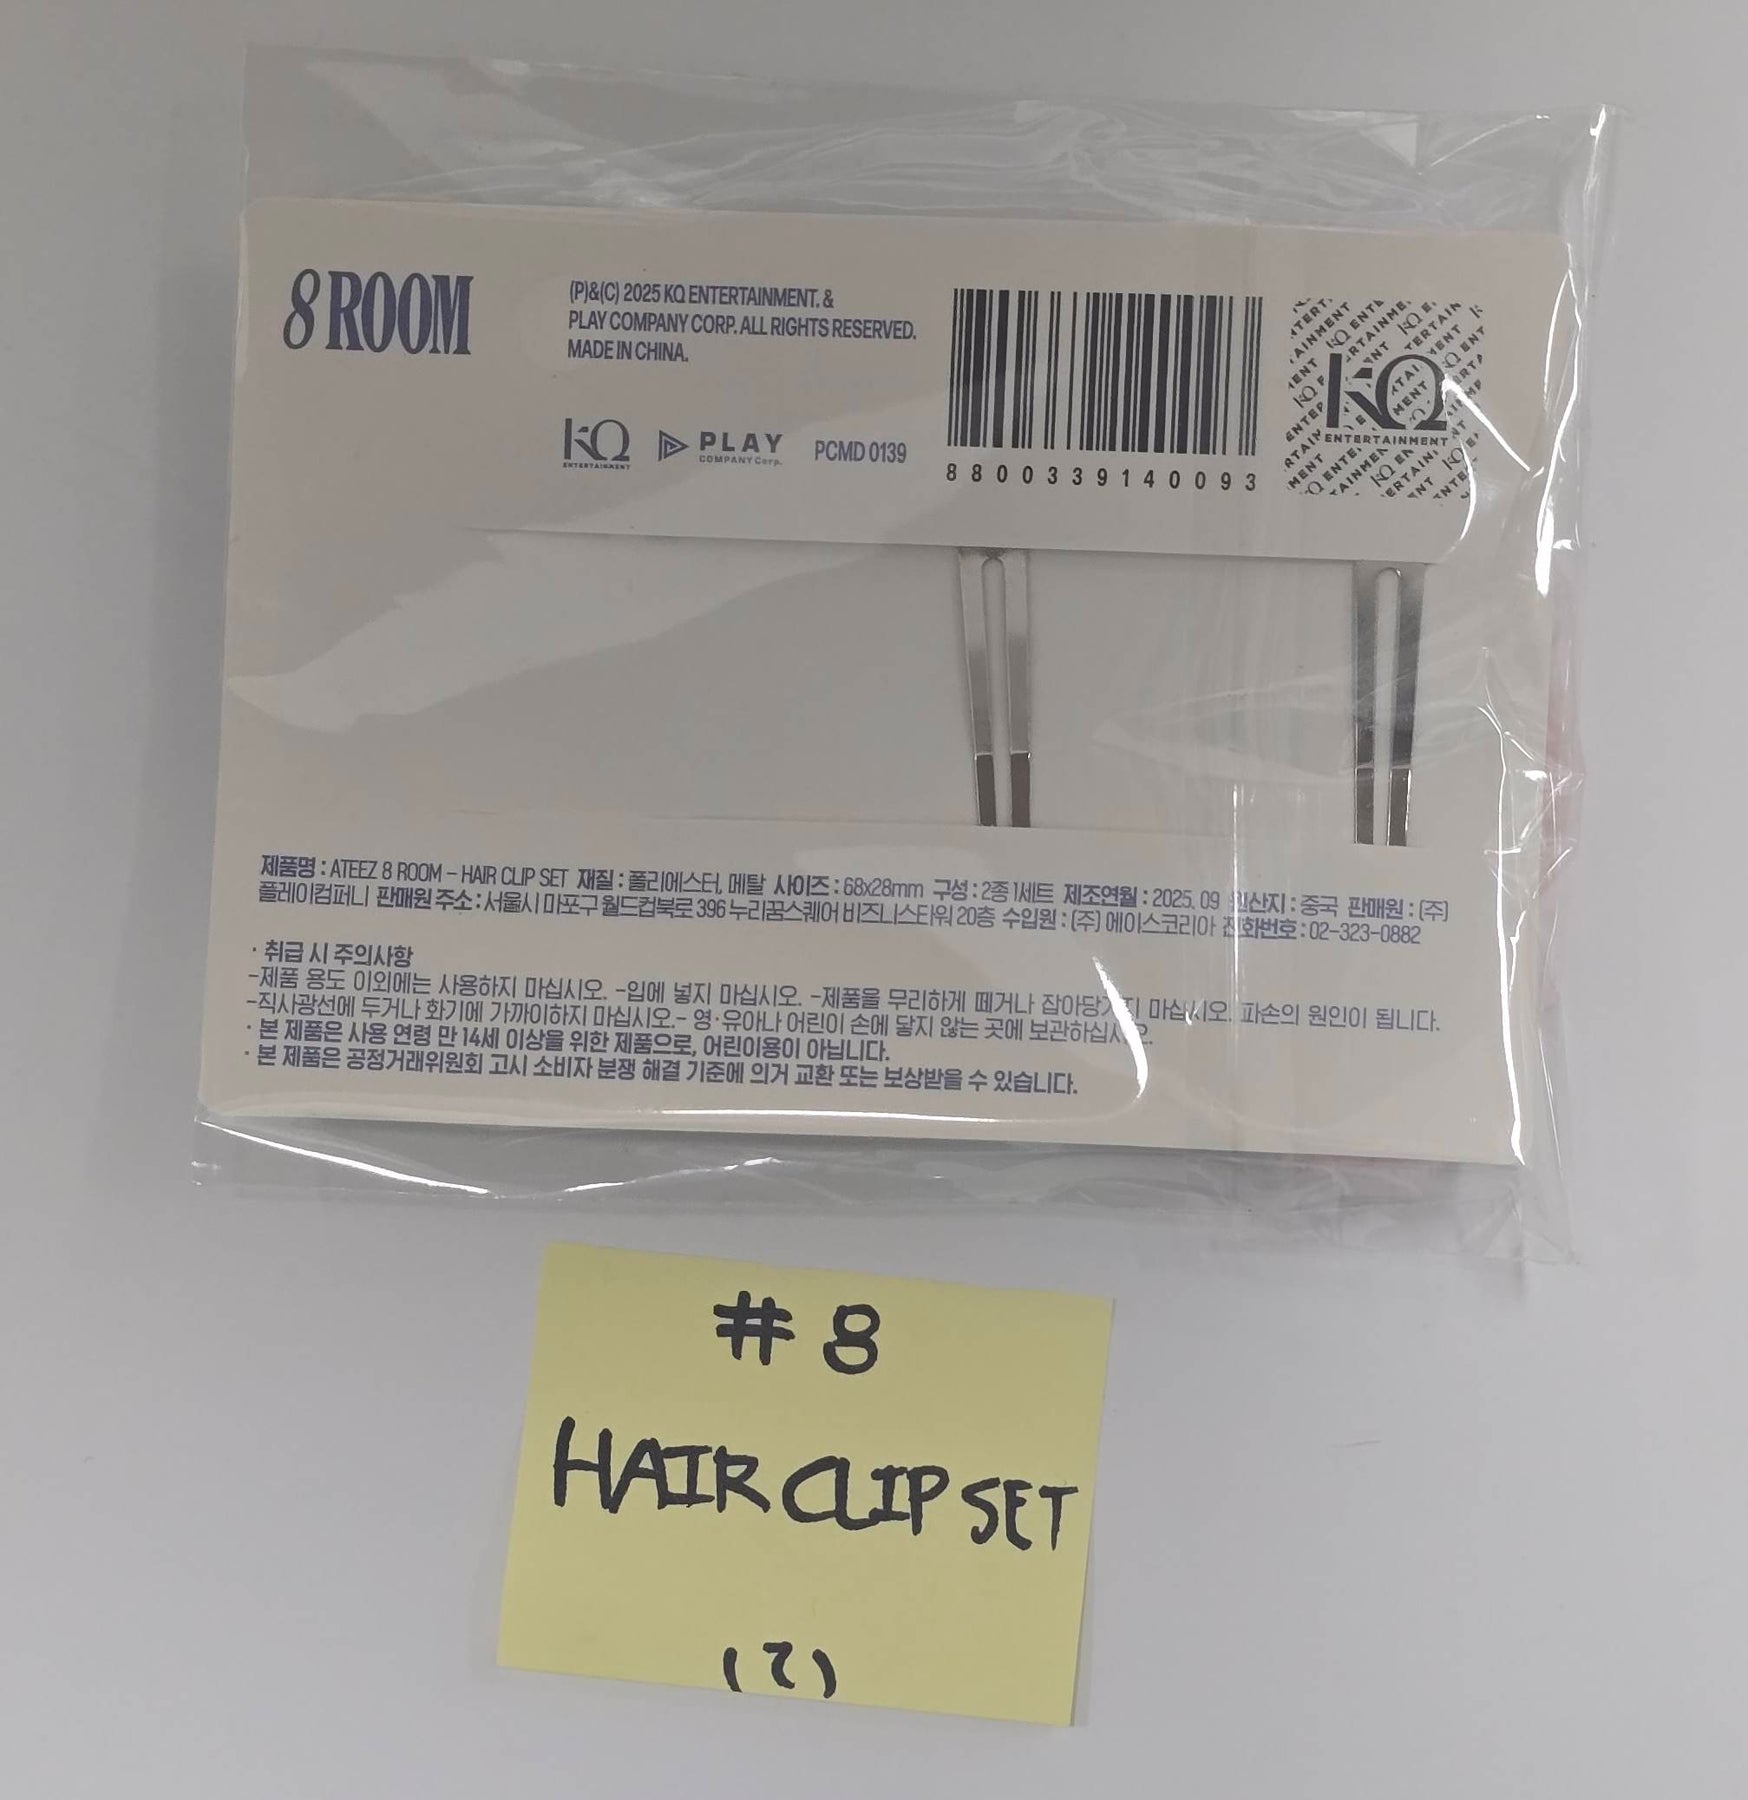 8 ROOM
(P)&(C) 2025 KQ ENTERTAINMENT. &
PLAY COMPANY CORP. ALL RIGHTS RESERVED.
MADE IN CHINA.
KQ
ENTERTAINMENT
PLAY
COMPANY Corp.
PCMD 0139
8800339140093
KQ
ENTERTAINMENT
제품명 : ATEEZ 8 ROOM – HAIR CLIP SET 재질 : 폴리에스터, 메탈 사이즈 : 68x28mm 구성 : 2종 1세트 제조연월 : 2025. 09 원산지 : 중국 판매원 : (주)
플레이컴퍼니 판매원 주소 : 서울시 마포구 월드컵북로 396 누리꿈스퀘어 비즈니스타워 20층 수입원 : (주) 에이스코리아 전화번호 : 02-323-0882
· 취급 시 주의사항
-제품 용도 이외에는 사용하지 마십시오. -입에 넣지 마십시오. -제품을 무리하게 떼거나 잡아당기지 마십시오. 파손의 원인이 됩니다.
-직사광선에 두거나 화기에 가까이하지 마십시오.- 영·유아나 어린이 손에 닿지 않는 곳에 보관하십시오.
· 본 제품은 사용 연령 만 14세 이상을 위한 제품으로, 어린이용이 아닙니다.
· 본 제품은 공정거래위원회 고시 소비자 분쟁 해결 기준에 의거 교환 또는 보상받을 수 있습니다.
# 8
HAIR CLIP SET